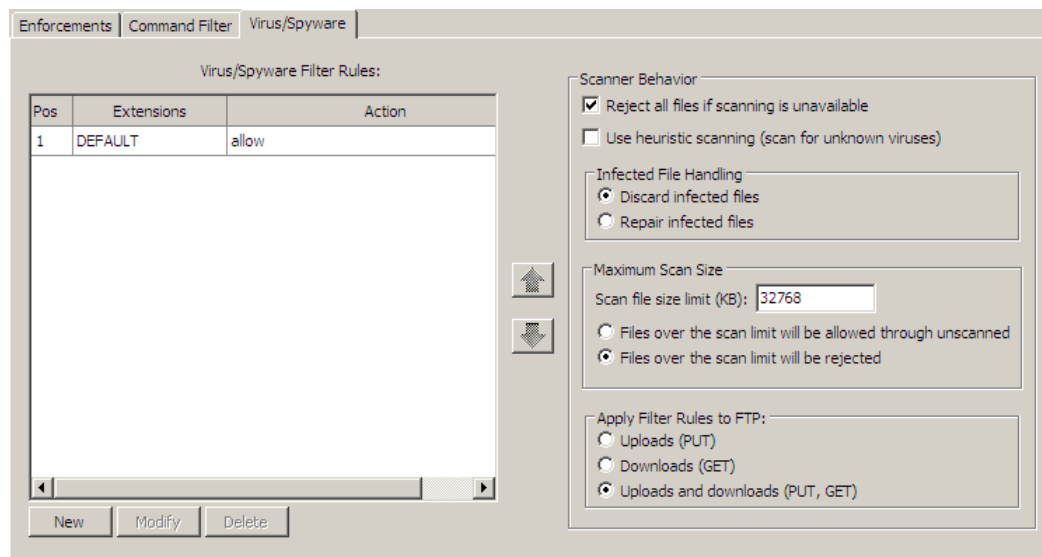 Enforcements Command Filter Virus/Spyware
Virus/Spyware Filter Rules:
Pos Extensions Action
1 DEFAULT allow
New Modify Delete
Scanner Behavior
Reject all files if scanning is unavailable
Use heuristic scanning (scan for unknown viruses)
Infected File Handling
Discard infected files
Repair infected files
Maximum Scan Size
Scan file size limit (KB): 32768
Files over the scan limit will be allowed through unscanned
Files over the scan limit will be rejected
Apply Filter Rules to FTP:
Uploads (PUT)
Downloads (GET)
Uploads and downloads (PUT, GET)